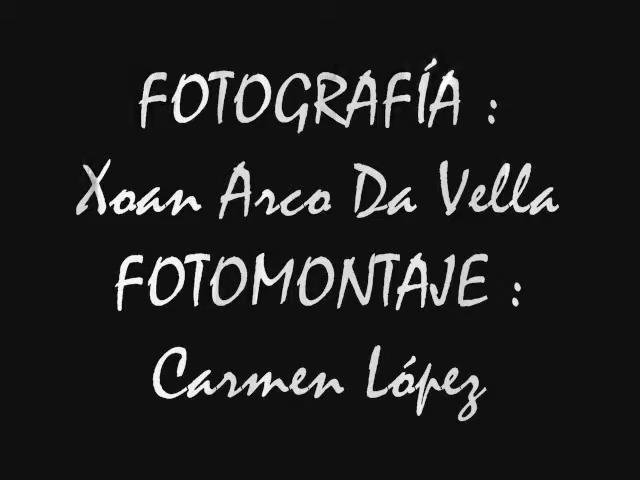 FOTOGRAFÍA :
Xoan Arco Da Vella
FOTOMONTAJE :
Carmen López